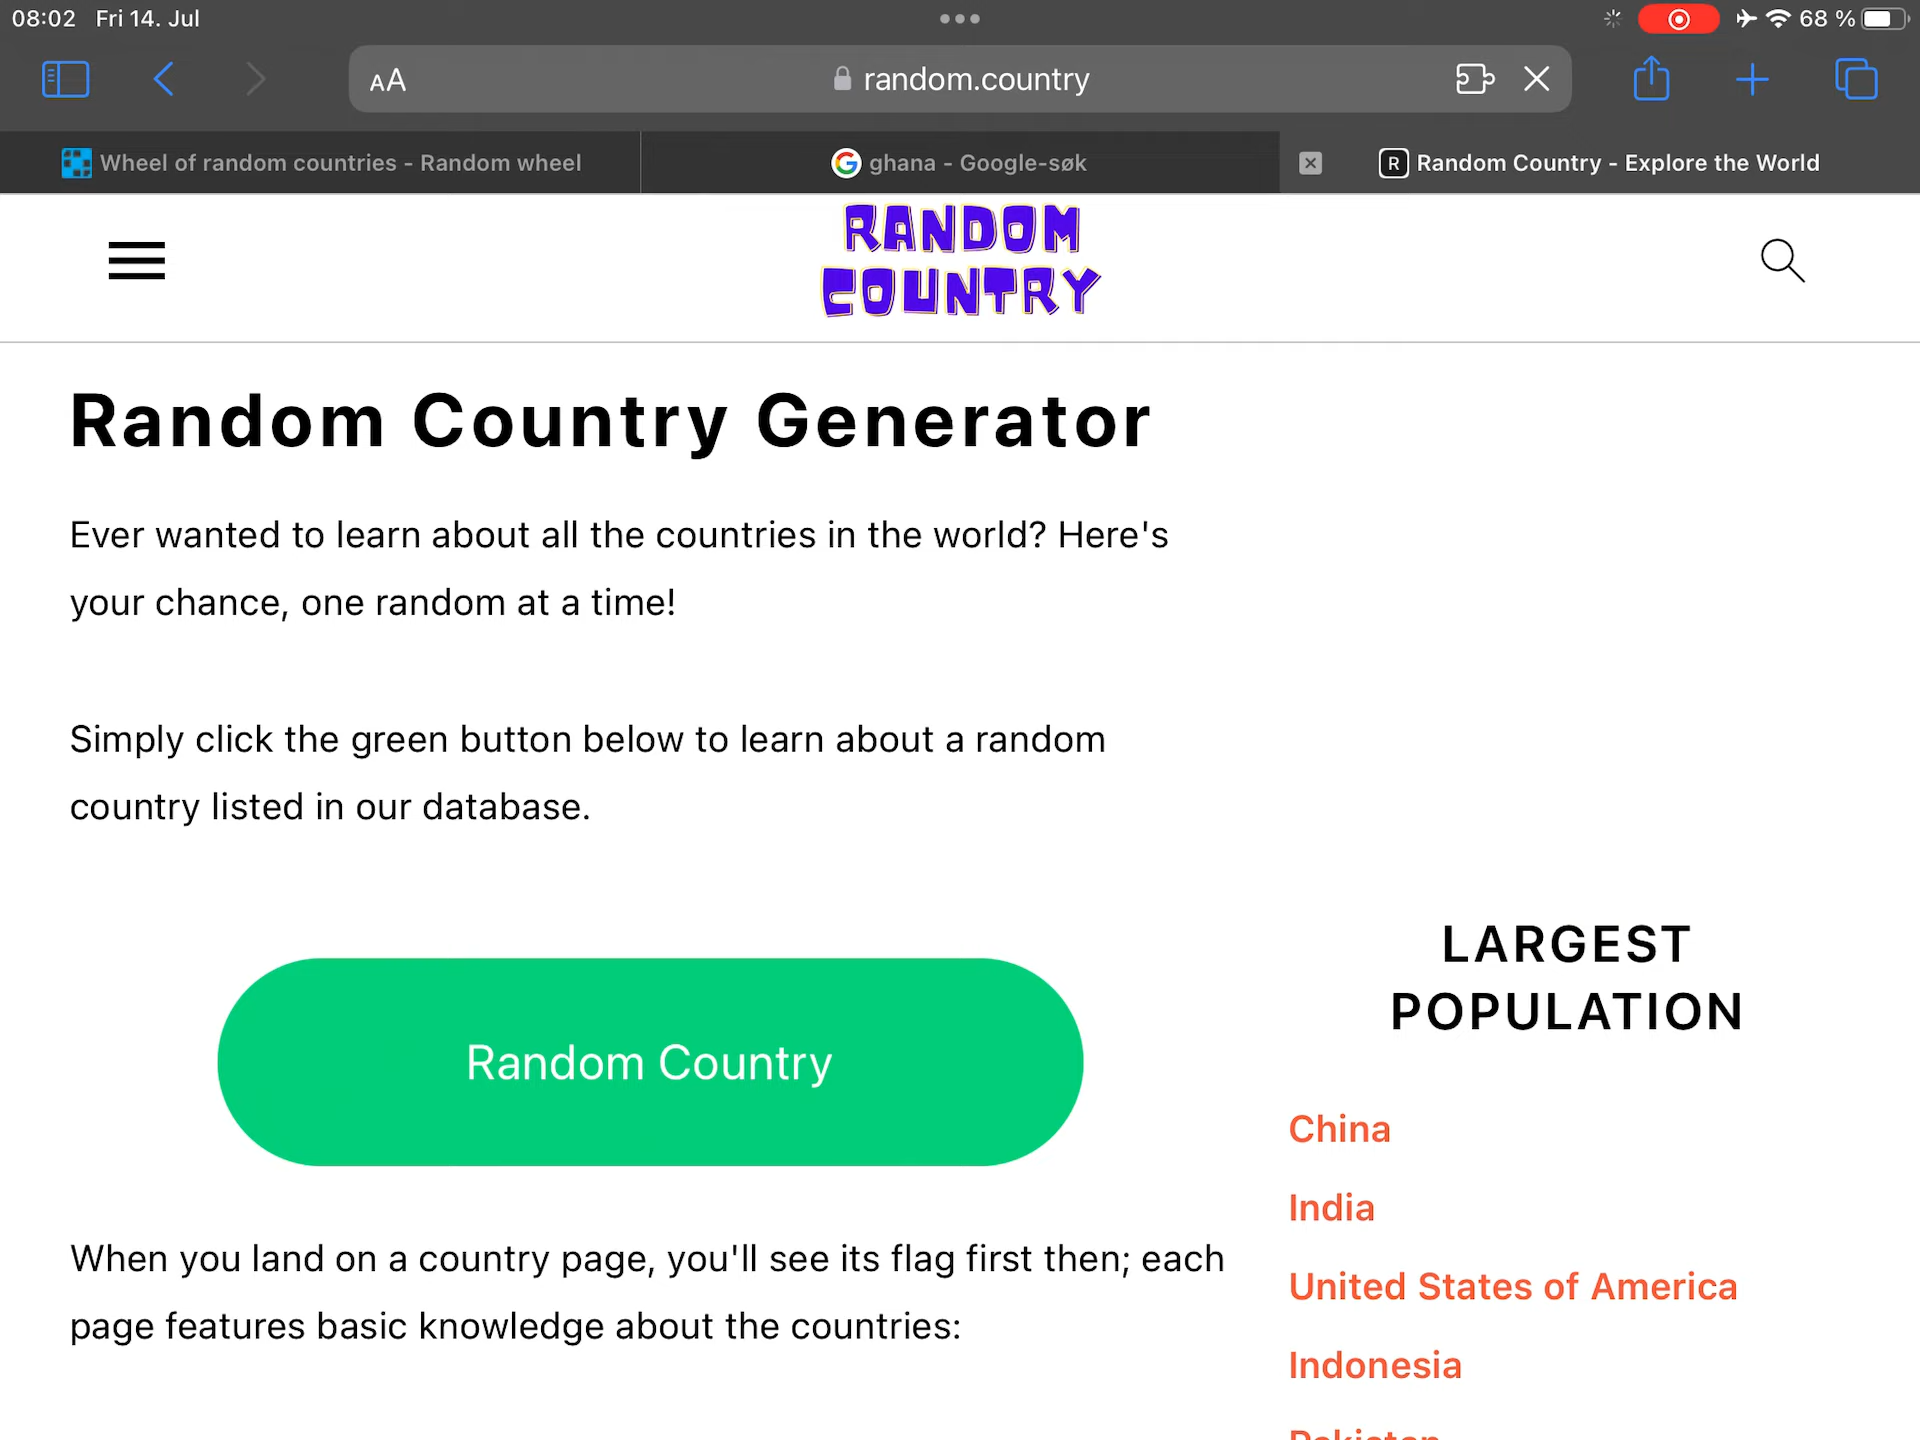 08:02 Fri 14. Jul
68 %
AA
random.country
Wheel of random countries - Random wheel
ghana - Google-søk
R Random Country - Explore the World
RANDOM
COUNTRY
Random Country Generator
Ever wanted to learn about all the countries in the world? Here's
your chance, one random at a time!
Simply click the green button below to learn about a random
country listed in our database.
Random Country
When you land on a country page, you'll see its flag first then; each
page features basic knowledge about the countries:
LARGEST
POPULATION
China
India
United States of America
Indonesia